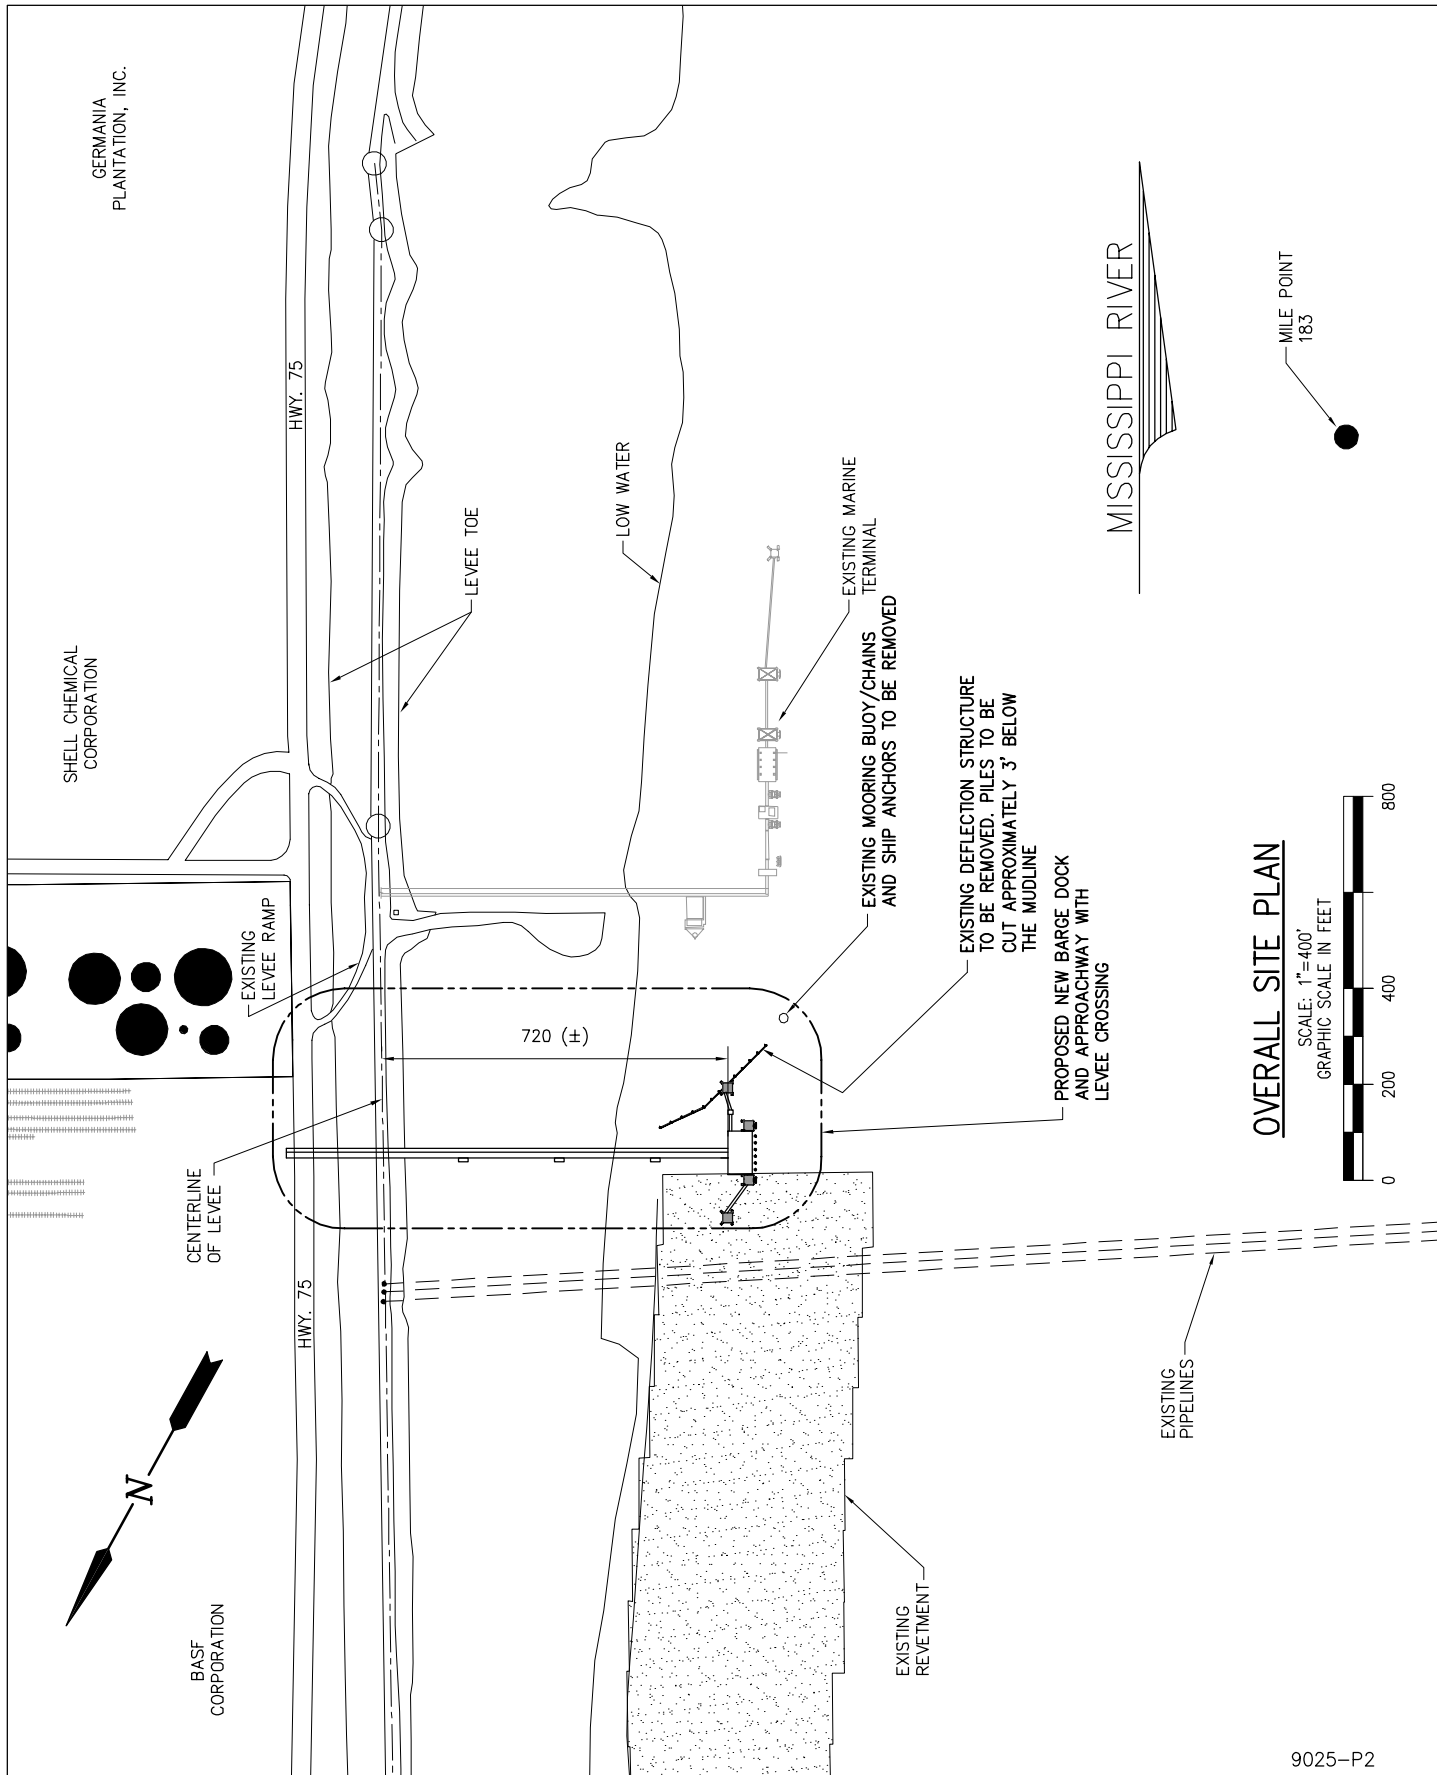 GERMANIA
PLANTATION, INC.
SHELL CHEMICAL
CORPORATION
BASF
CORPORATION
HWY. 75
HWY. 75
EXISTING
LEVEE RAMP
CENTERLINE
OF LEVEE
LEVEE TOE
LOW WATER
720 (±)
EXISTING MARINE
TERMINAL
EXISTING MOORING BUOY/CHAINS
AND SHIP ANCHORS TO BE REMOVED
EXISTING DEFLECTION STRUCTURE
TO BE REMOVED. PILES TO BE
CUT APPROXIMATELY 3' BELOW
THE MUDLINE
PROPOSED NEW BARGE DOCK
AND APPROACHWAY WITH
LEVEE CROSSING
MISSISSIPPI RIVER
MILE POINT
183
N
EXISTING
REVETMENT
EXISTING
PIPELINES
OVERALL SITE PLAN
SCALE: 1"=400'
GRAPHIC SCALE IN FEET
0 200 400 800
9025-P2